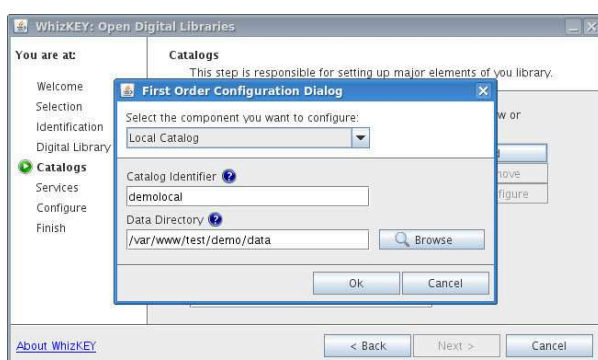 WhizKEY: Open Digital Libraries
You are at:
Welcome
Selection
Identification
Digital Library
Catalogs
Services
Configure
Finish
About WhizKEY
Catalogs
This step is responsible for setting up major elements of you library.
w or
nove
figure
First Order Configuration Dialog
Select the component you want to configure:
Local Catalog
Catalog Identifier
demolocal
Data Directory
/var/www/test/demo/data
Browse
Ok
Cancel
< Back
Next >
Cancel